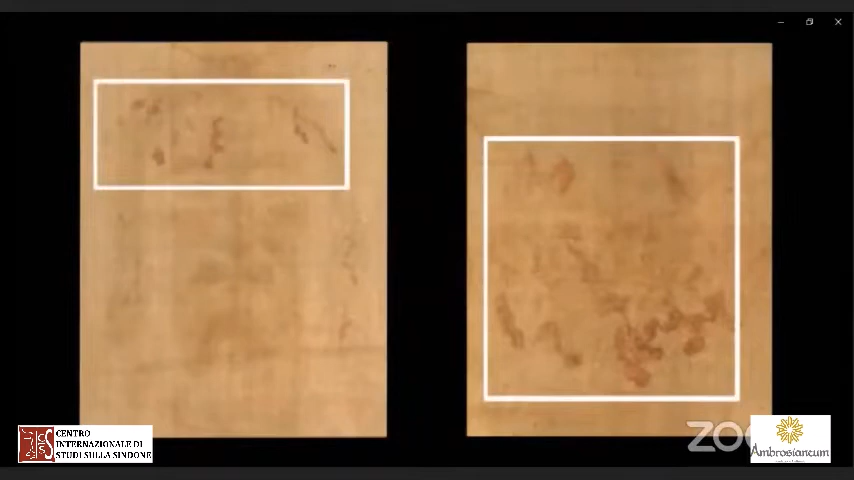 CENTRO
INTERNAZIONALE DI
STUDI SULLA SINDONE
ZOO
Ambrosianeum